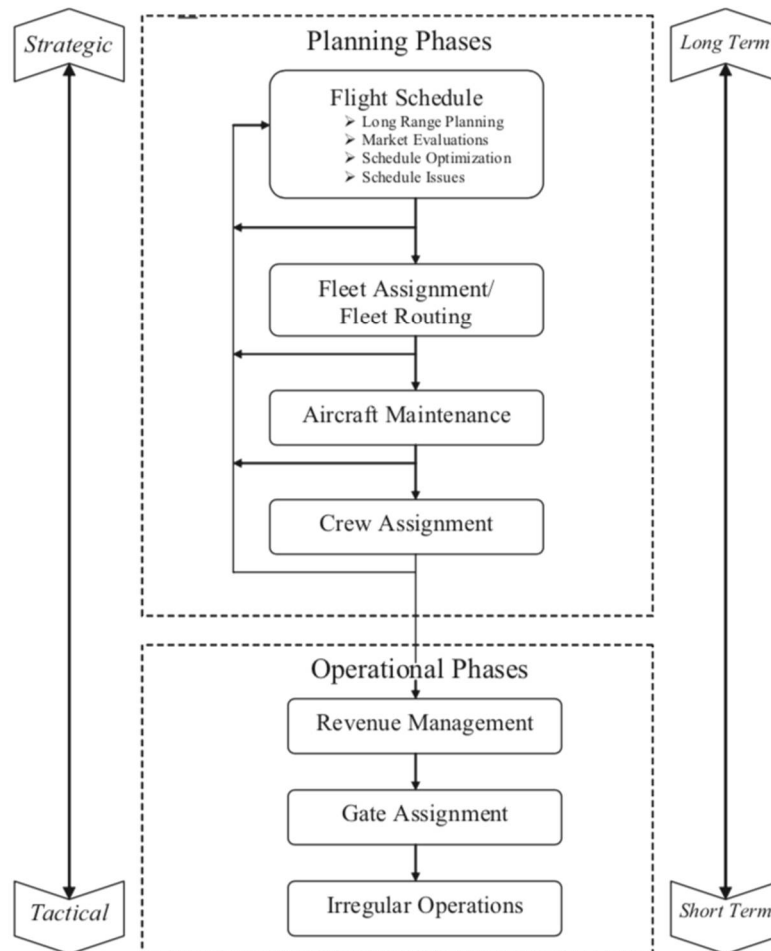 Strategic
Planning Phases
Long Term
Flight Schedule
➢ Long Range Planning
➢ Market Evaluations
➢ Schedule Optimization
➢ Schedule Issues
Fleet Assignment/
Fleet Routing
Aircraft Maintenance
Crew Assignment
Operational Phases
Revenue Management
Gate Assignment
Irregular Operations
Tactical
Short Term